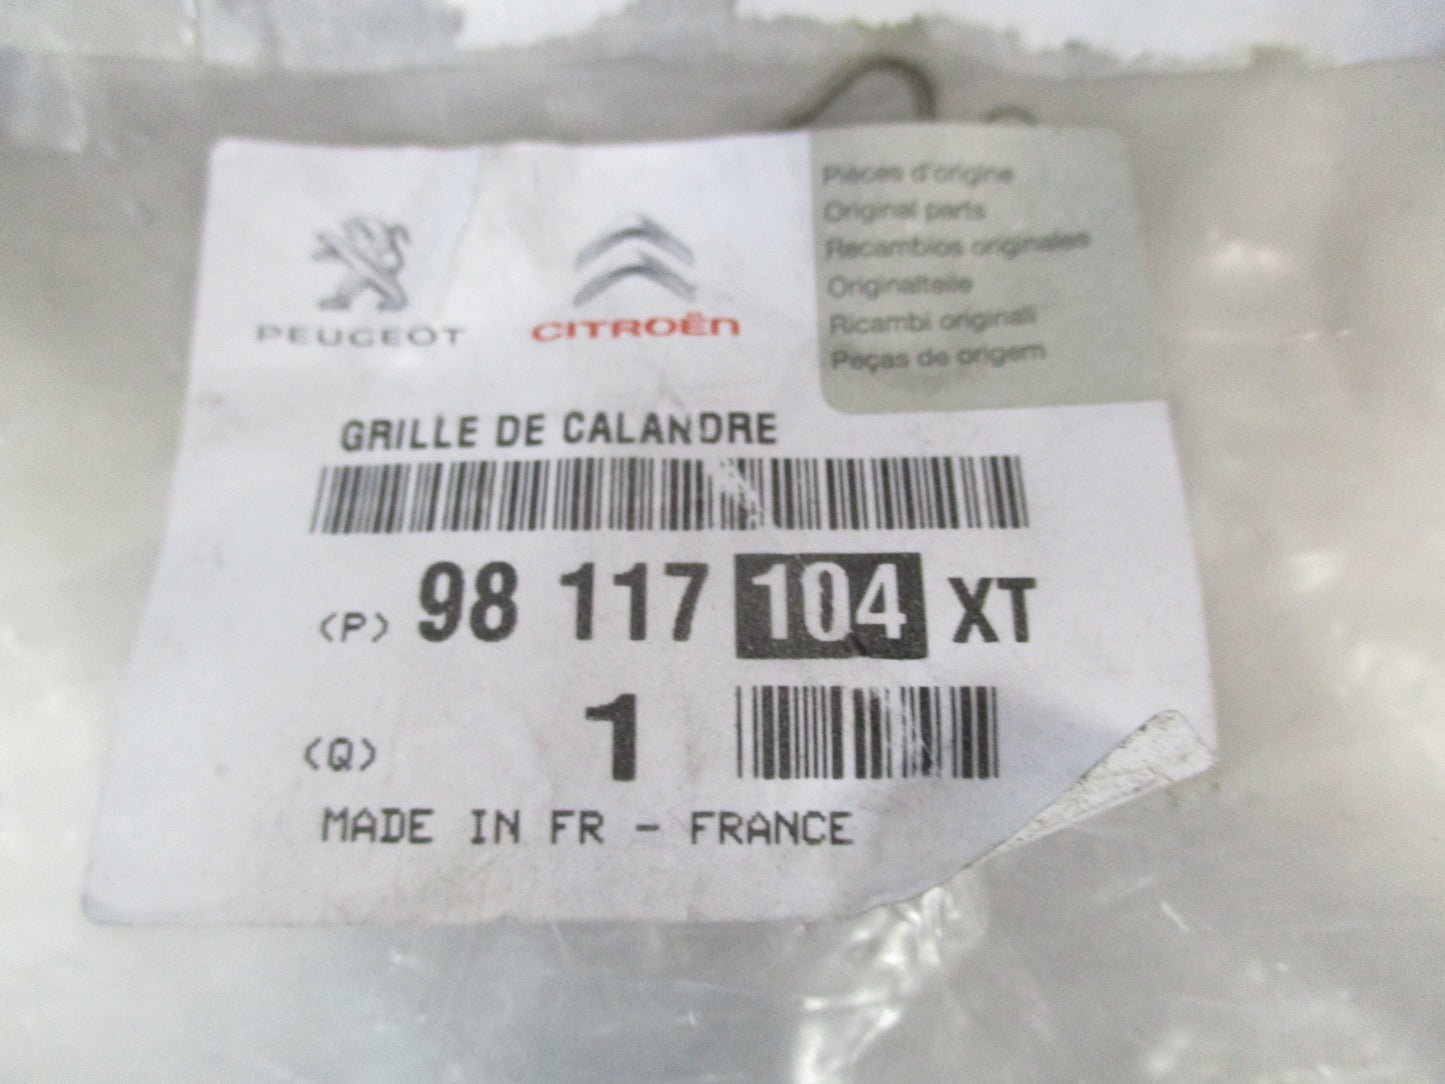 PEUGEOT
CITROËN
Pièces d'origine
Original parts
Recambios originales
Originalteile
Ricambi originali
Peças de origem
GRILLE DE CALANDRE
(P) 98 117 104 XT
(Q) 1
MADE IN FR - FRANCE